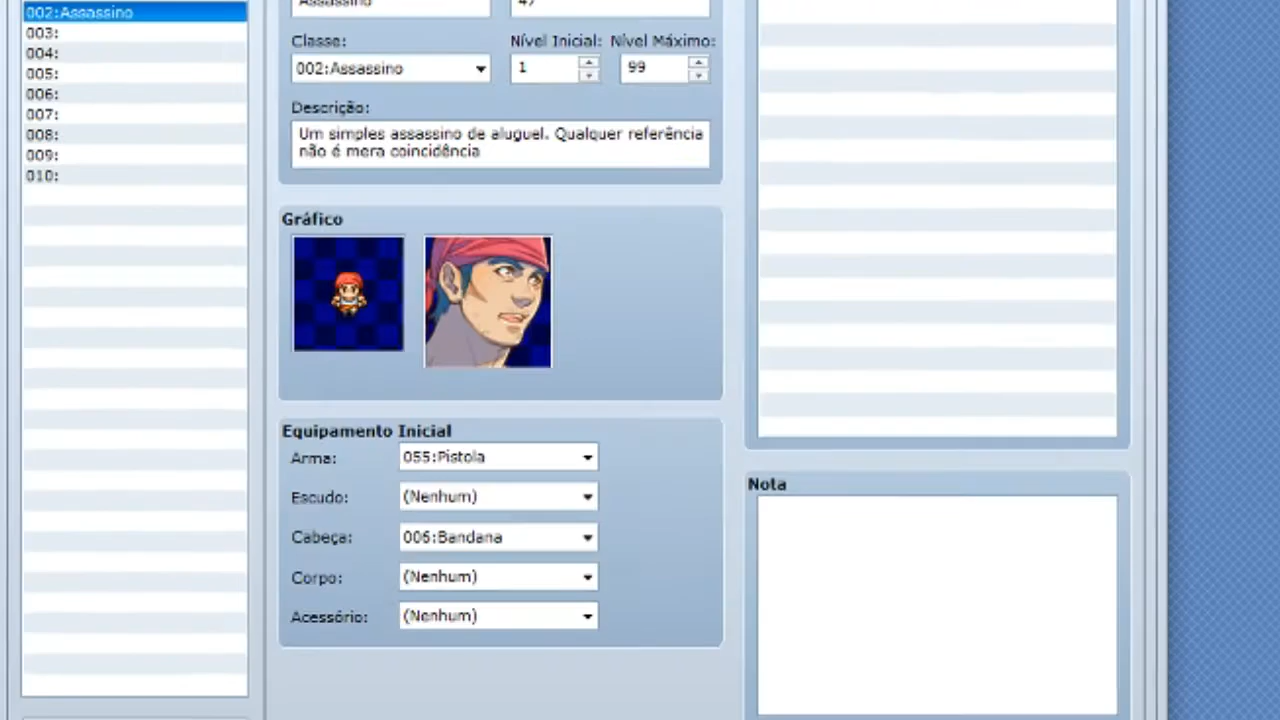 002:Assassino
003:
004:
005:
006:
007:
008:
009:
010:
Assassino
47
Classe:
Nível Inicial:
Nível Máximo:
002:Assassino
1
99
Descrição:
Um simples assassino de aluguel. Qualquer referência
não é mera coincidência
Gráfico
Equipamento Inicial
Arma:
055:Pistola
Escudo:
(Nenhum)
Cabeça:
006:Bandana
Corpo:
(Nenhum)
Acessório:
(Nenhum)
Nota